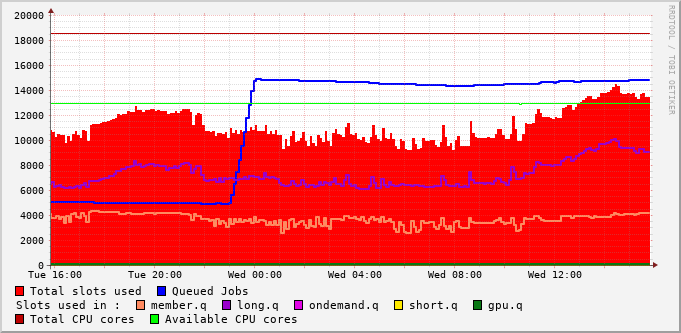 20000
18000
16000
14000
12000
10000
8000
6000
4000
2000
0
Tue 16:00 Tue 20:00 Wed 00:00 Wed 04:00 Wed 08:00 Wed 12:00
RRDTOOL / TOBI OETIKER
Total slots used Queued Jobs
Slots used in : member.q long.q ondemand.q short.q gpu.q
Total CPU cores Available CPU cores